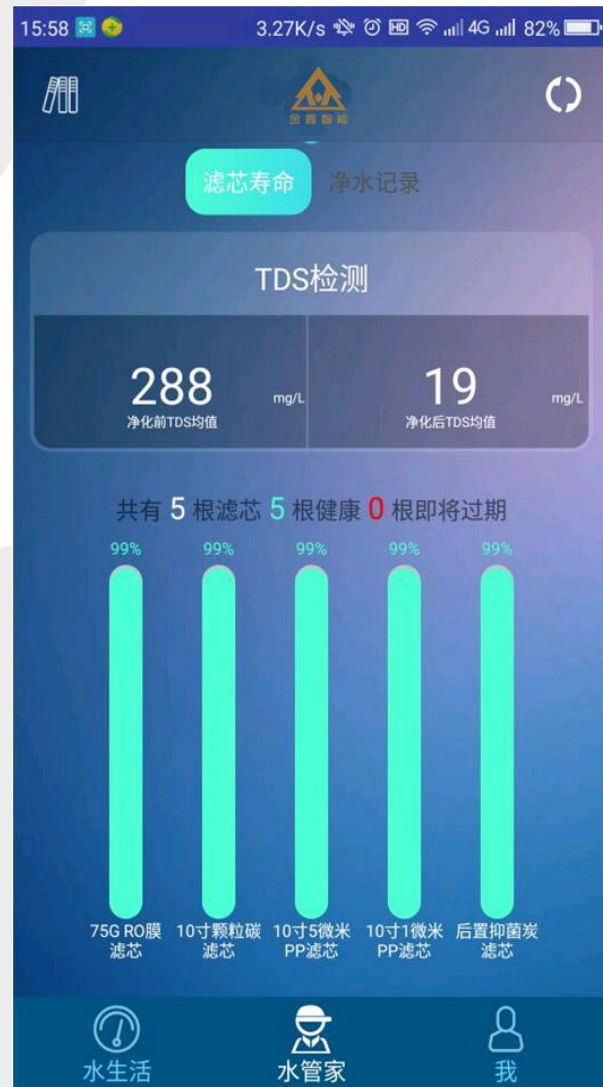 15:58 3.27K/s HD 4G 82%
金鼎智能
滤芯寿命 净水记录
TDS检测
288 mg/L 19 mg/L
净化前TDS均值 净化后TDS均值
共有 5 根滤芯 5 根健康 0 根即将过期
99% 99% 99% 99% 99%
75G RO膜 10寸颗粒碳 10寸5微米 10寸1微米 后置抑菌炭
滤芯 滤芯 PP滤芯 PP滤芯 滤芯
水生活 水管家 我